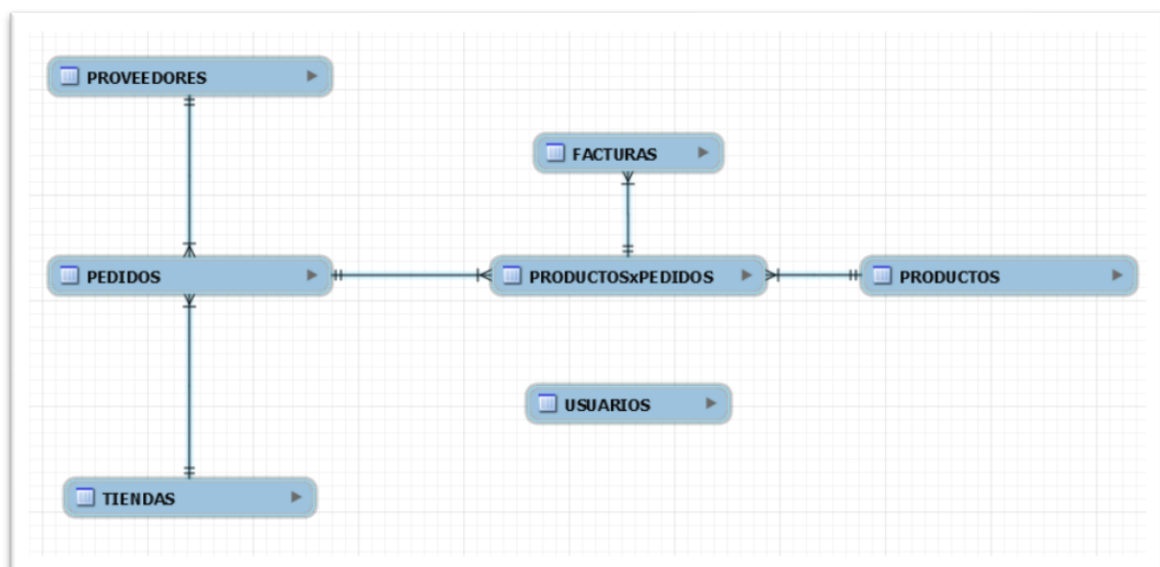 PROVEEDORES
FACTURAS
PEDIDOS
PRODUCTOSxPEDIDOS
PRODUCTOS
USUARIOS
TIENDAS